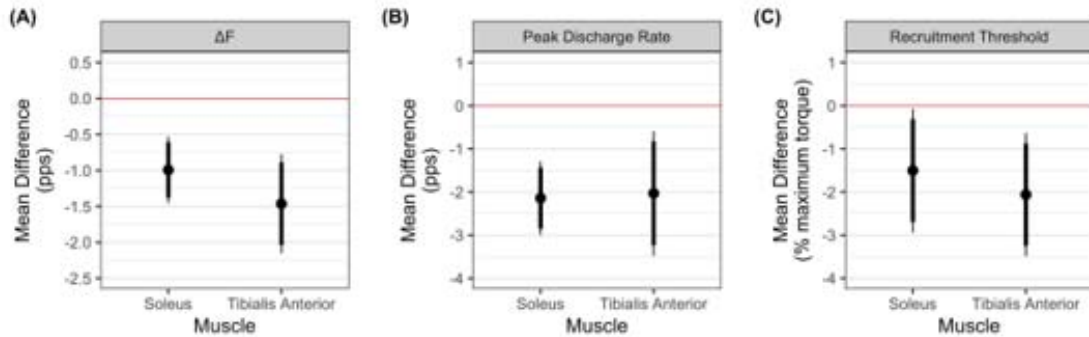 (A)
ΔF
0.5
0.0
-0.5
-1.0
-1.5
-2.0
-2.5
Mean Difference
(pps)
Soleus Tibialis Anterior
Muscle
(B)
Peak Discharge Rate
1
0
-1
-2
-3
-4
Mean Difference
(pps)
Soleus Tibialis Anterior
Muscle
(C)
Recruitment Threshold
1
0
-1
-2
-3
-4
Mean Difference
(% maximum torque)
Soleus Tibialis Anterior
Muscle